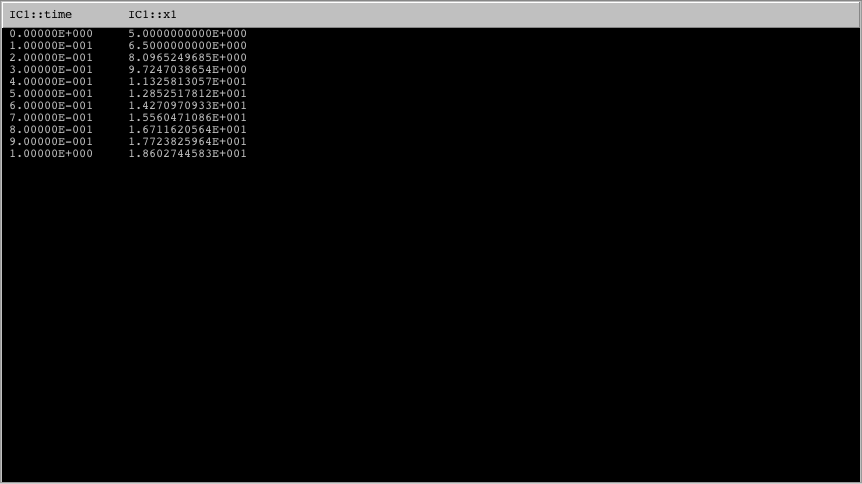 IC1::time IC1::x1
0.00000E+000 5.0000000000E+000
1.00000E-001 6.5000000000E+000
2.00000E-001 8.0965249685E+000
3.00000E-001 9.7247038654E+000
4.00000E-001 1.1325813057E+001
5.00000E-001 1.2852517812E+001
6.00000E-001 1.4270970933E+001
7.00000E-001 1.5560471086E+001
8.00000E-001 1.6711620564E+001
9.00000E-001 1.7723825964E+001
1.00000E+000 1.8602744583E+001